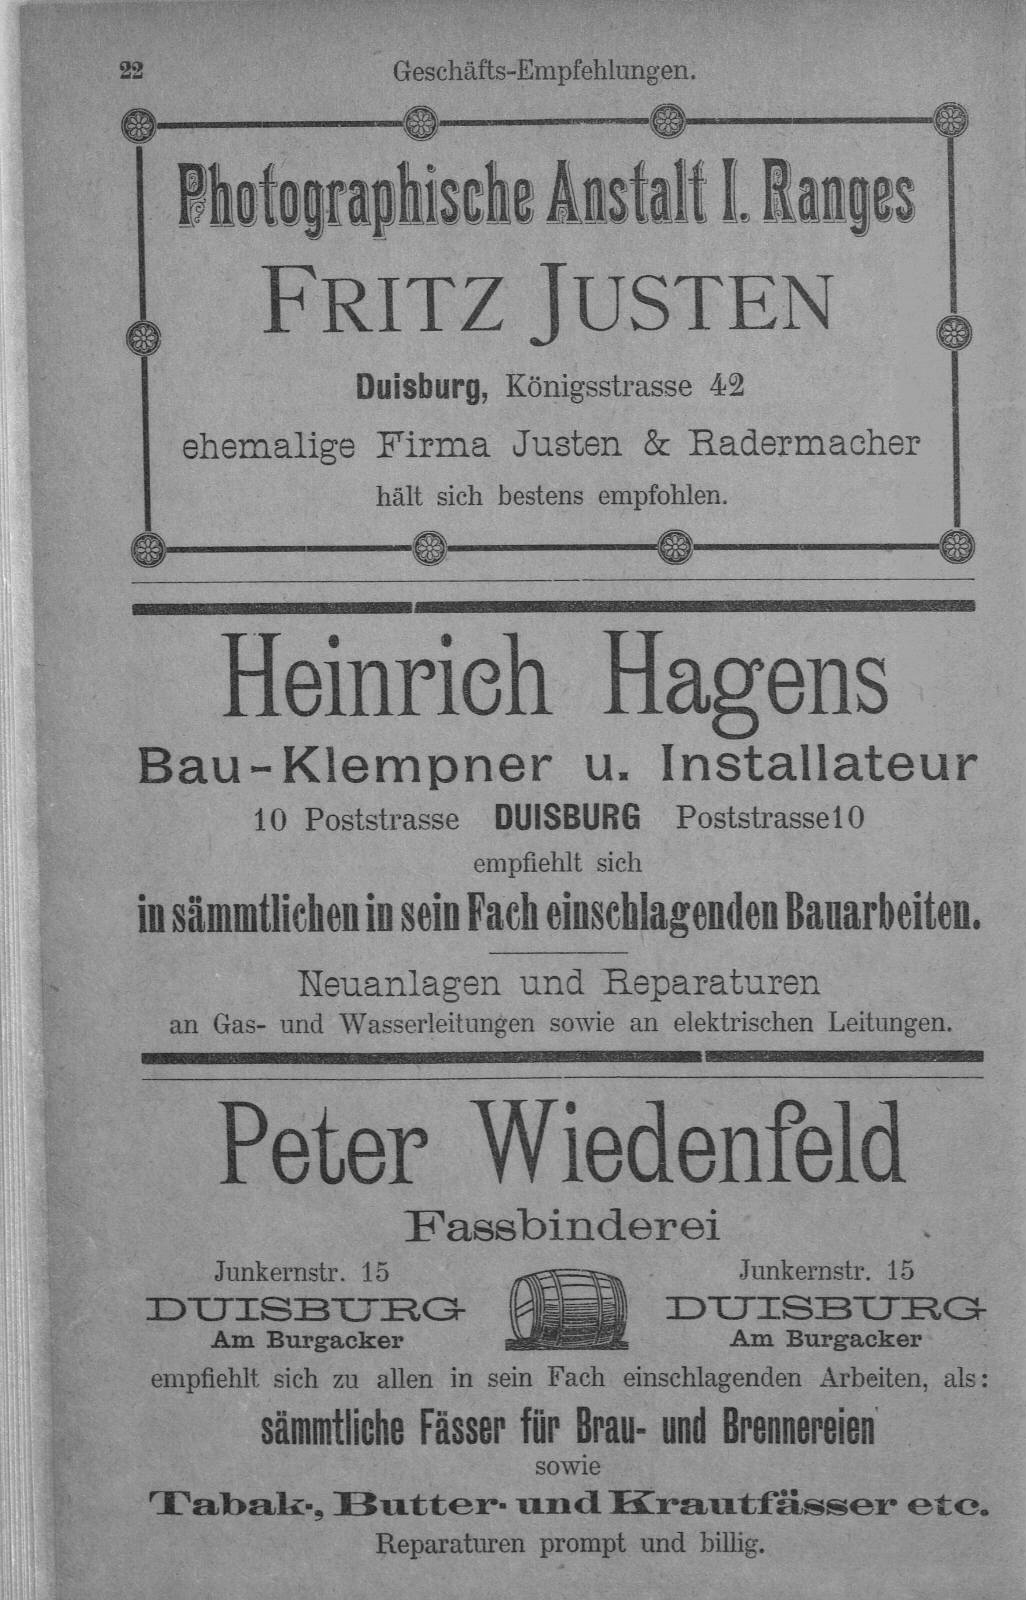 22
Geschäfts-Empfehlungen.
Photographische Anstalt I. Ranges
FRITZ JUSTEN
Duisburg, Königsstrasse 42
ehemalige Firma Justen & Radermacher
hält sich bestens empfohlen.
Heinrich Hagens
Bau-Klempner u. Installateur
10 Poststrasse DUISBURG Poststrasse10
empfiehlt sich
in sämmtlichen in sein Fach einschlagenden Bauarbeiten.
Neuanlagen und Reparaturen
an Gas- und Wasserleitungen sowie an elektrischen Leitungen.
Peter Wiedenfeld
Fassbinderei
Junkernstr. 15
DUISBURG
Am Burgacker
Junkernstr. 15
DUISBURG
Am Burgacker
empfiehlt sich zu allen in sein Fach einschlagenden Arbeiten, als:
sämmtliche Fässer für Brau- und Brennereien
sowie
Tabak-, Butter- und Krautfässer etc.
Reparaturen prompt und billig.